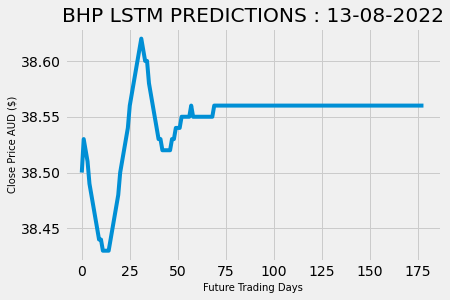 BHP LSTM PREDICTIONS : 13-08-2022
38.60
38.55
38.50
38.45
Close Price AUD ($)
0 25 50 75 100 125 150 175
Future Trading Days